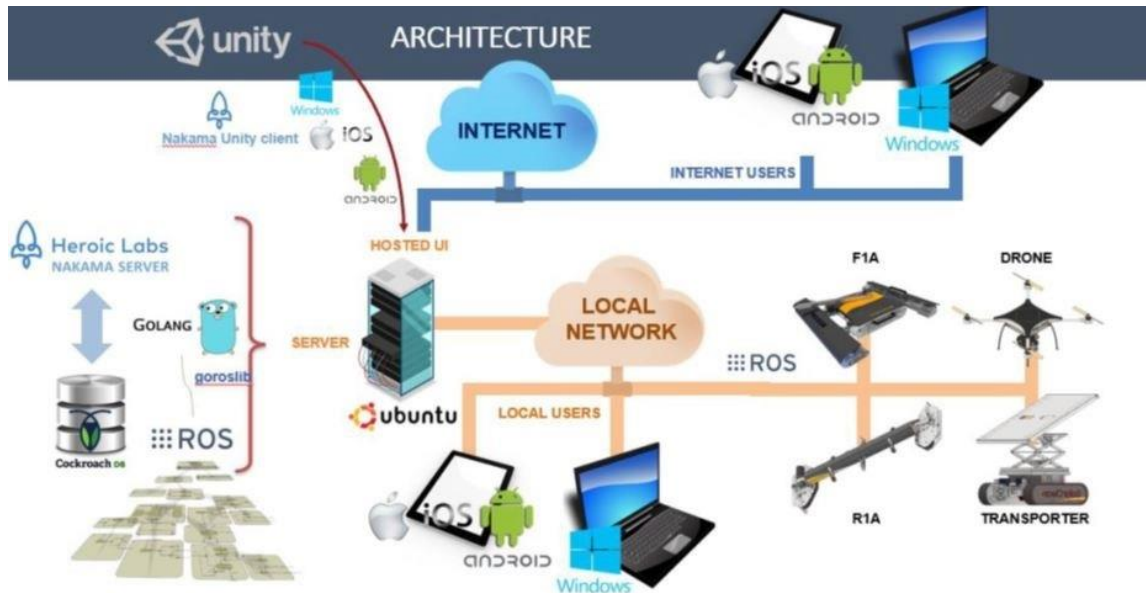 unity
ARCHITECTURE
iOS
ANDROID
Windows
Windows
Nakama Unity client
iOS
ANDROID
INTERNET
INTERNET USERS
Heroic Labs
NAKAMA SERVER
GOLANG
goroslib
ROS
Cockroach DB
HOSTED UI
SERVER
ubuntu
LOCAL
NETWORK
ROS
LOCAL USERS
iOS
ANDROID
Windows
F1A
DRONE
R1A
TRANSPORTER